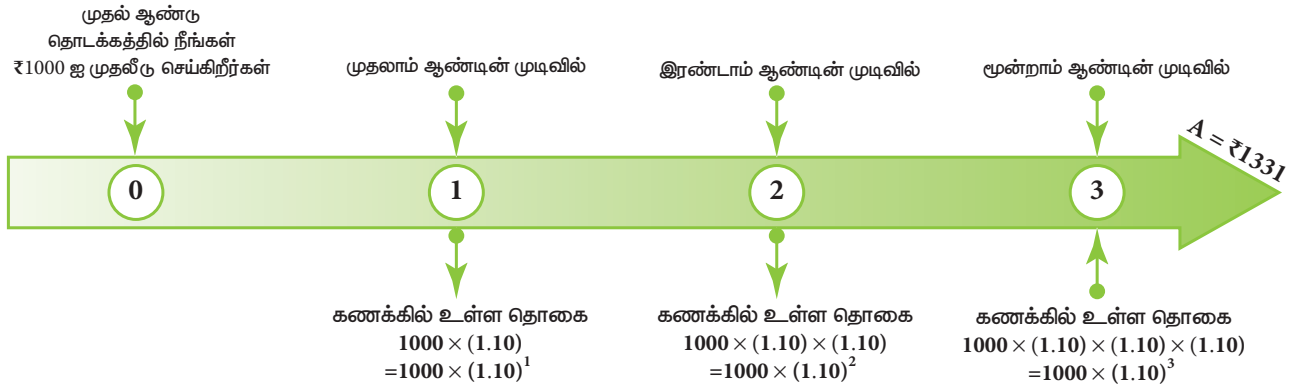 முதல் ஆண்டு
தொடக்கத்தில் நீங்கள்
₹1000 ஐ முதலீடு செய்கிறீர்கள்
முதலாம் ஆண்டின் முடிவில்
இரண்டாம் ஆண்டின் முடிவில்
மூன்றாம் ஆண்டின் முடிவில்
0
1
2
3
A = ₹1331
கணக்கில் உள்ள தொகை
1000 × (1.10)
=1000 × (1.10)¹
கணக்கில் உள்ள தொகை
1000 × (1.10) × (1.10)
=1000 × (1.10)²
கணக்கில் உள்ள தொகை
1000 × (1.10) × (1.10) × (1.10)
=1000 × (1.10)³